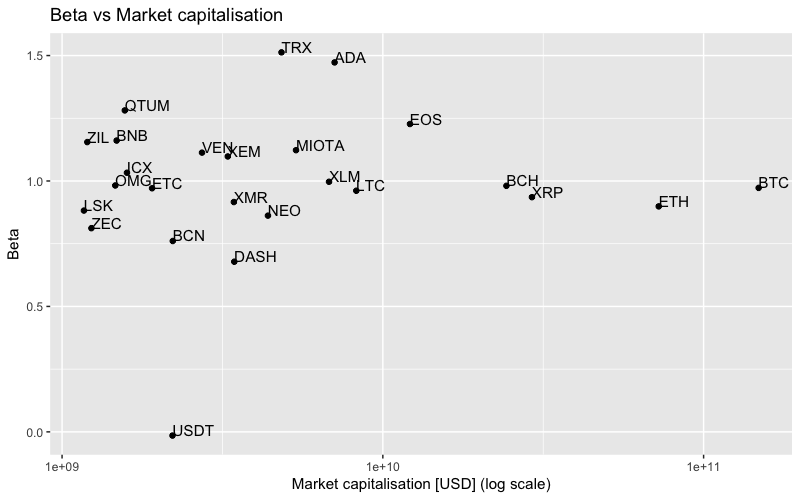 Beta vs Market capitalisation
Beta
1.5
1.0
0.5
0.0
TRX
ADA
QTUM
EOS
ZIL
BNB
VEN
XEM
MIOTA
ICX
OMG
ETC
XLM
LTC
BCH
XRP
BTC
LSK
XMR
NEO
ETH
ZEC
BCN
DASH
USDT
1e+09
1e+10
1e+11
Market capitalisation [USD] (log scale)